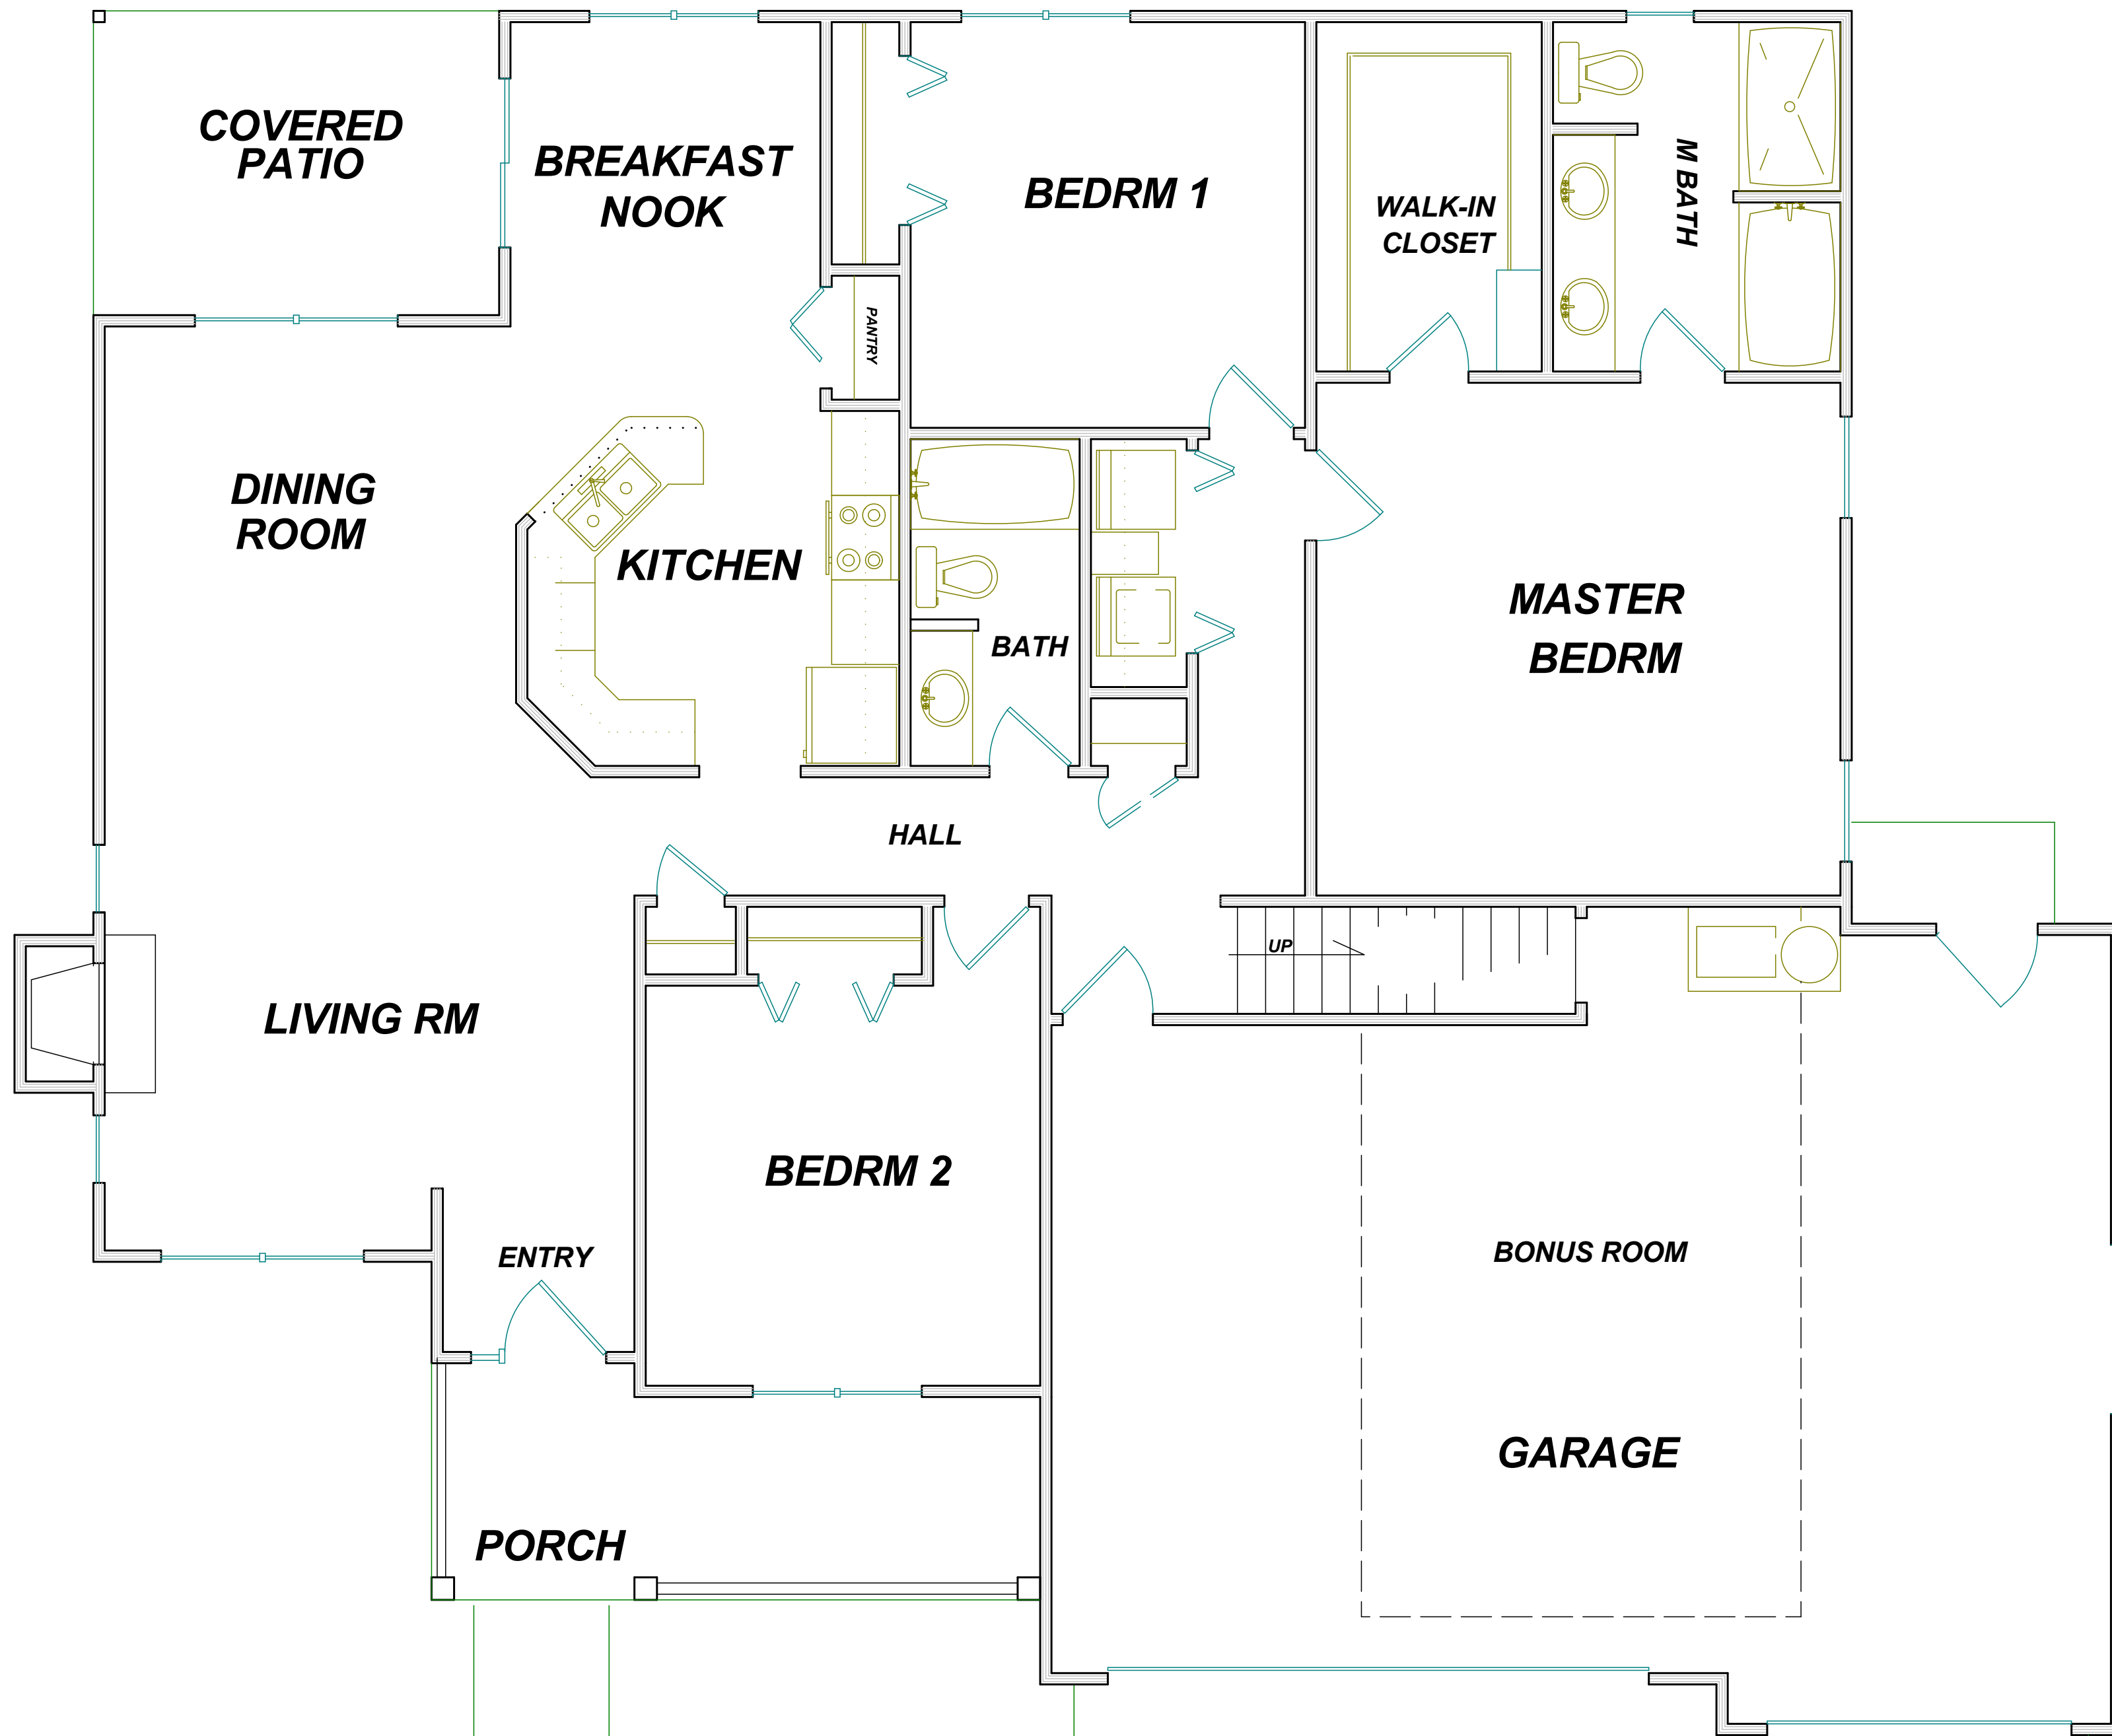 COVERED
PATIO
BREAKFAST
NOOK
BEDRM 1
WALK-IN
CLOSET
M BATH
PANTRY
DINING
ROOM
KITCHEN
BATH
MASTER
BEDRM
HALL
UP
LIVING RM
BEDRM 2
ENTRY
BONUS ROOM
GARAGE
PORCH